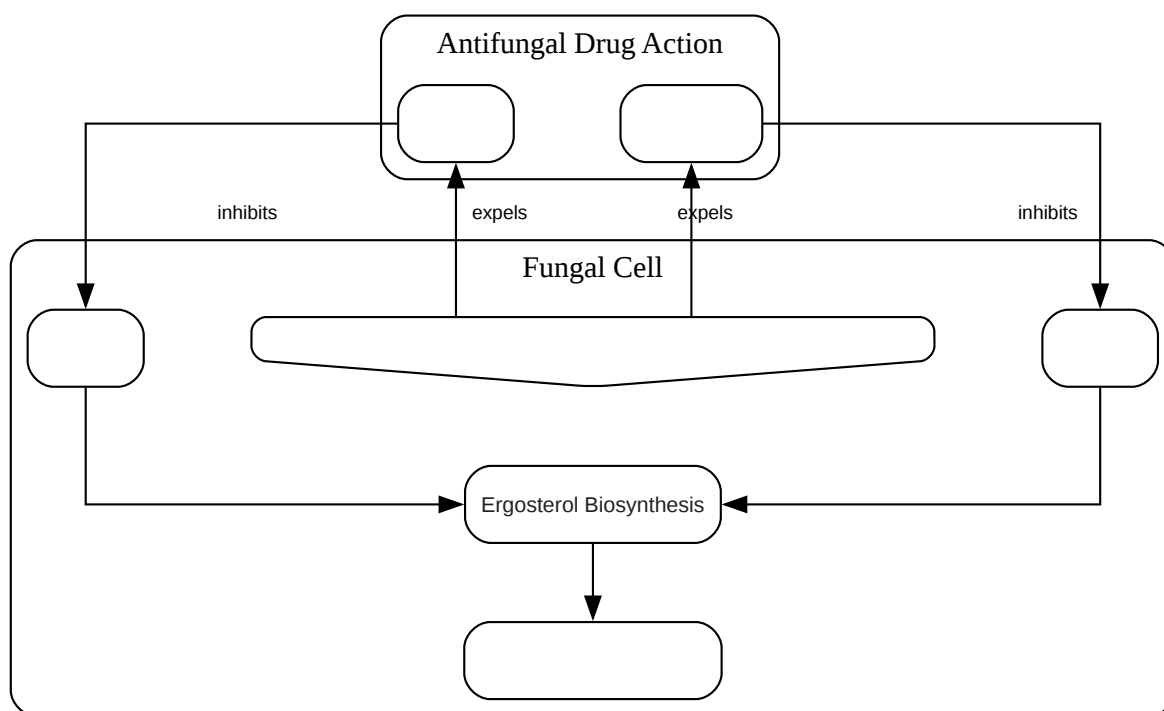 Antifungal Drug Action
inhibits
expels
expels
inhibits
Fungal Cell
Ergosterol Biosynthesis